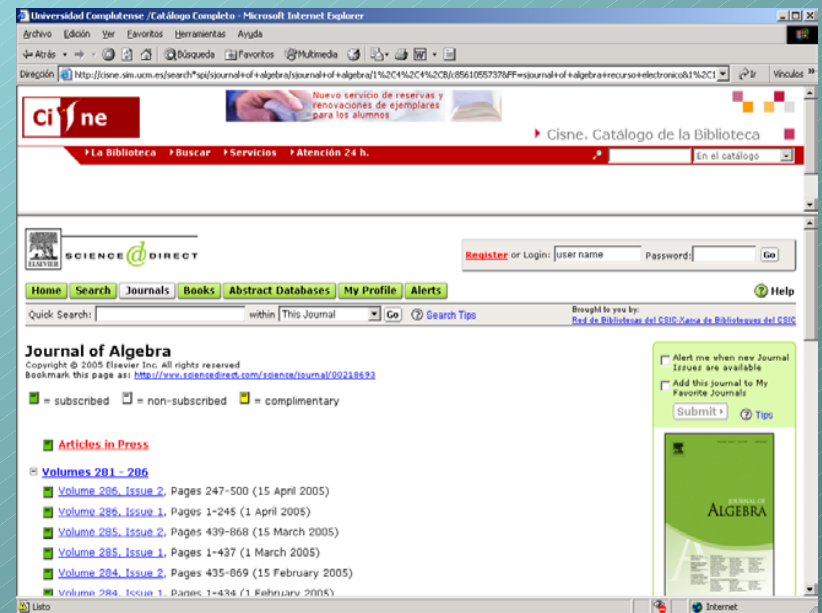 Universidad Complutense /Catálogo Completo - Microsoft Internet Explorer
Archivo Edición Ver Favoritos Herramientas Ayuda
Atrás Búsqueda Favoritos Multimedia
Dirección http://cisne.sim.ucm.es/search*spi/sjournal+of+algebra/sjournal+of+algebra/1%2C4%2C4%2CB/c8561055737&FF=sjournal+of+algebra+recurso+electronico&1%2C1 Ir Vínculos »
Nuevo servicio de reservas y
renovaciones de ejemplares
para los alumnos
Cisne
Cisne. Catálogo de la Biblioteca
La Biblioteca Buscar Servicios Atención 24 h. En el catálogo
ELSEVIER SCIENCE @ DIRECT
Register or Login: user name Password: Go
Home Search Journals Books Abstract Databases My Profile Alerts ? Help
Quick Search: within This Journal Go ? Search Tips
Brought to you by:
Red de Bibliotecas del CSIC-Xarxa de Biblioteques del CSIC
Journal of Algebra
Copyright © 2005 Elsevier Inc. All rights reserved
Bookmark this page as: http://www.sciencedirect.com/science/journal/00218693
= subscribed = non-subscribed = complimentary
Alert me when new Journal
Issues are available
Add this journal to My
Favorite Journals
Submit ? Tips
Articles in Press
Volumes 281 - 286
Volume 286, Issue 2, Pages 247-500 (15 April 2005)
Volume 286, Issue 1, Pages 1-245 (1 April 2005)
Volume 285, Issue 2, Pages 439-868 (15 March 2005)
Volume 285, Issue 1, Pages 1-437 (1 March 2005)
Volume 284, Issue 2, Pages 435-869 (15 February 2005)
Volume 284, Issue 1, Pages 1-434 (1 February 2005)
JOURNAL OF
ALGEBRA
Listo Internet